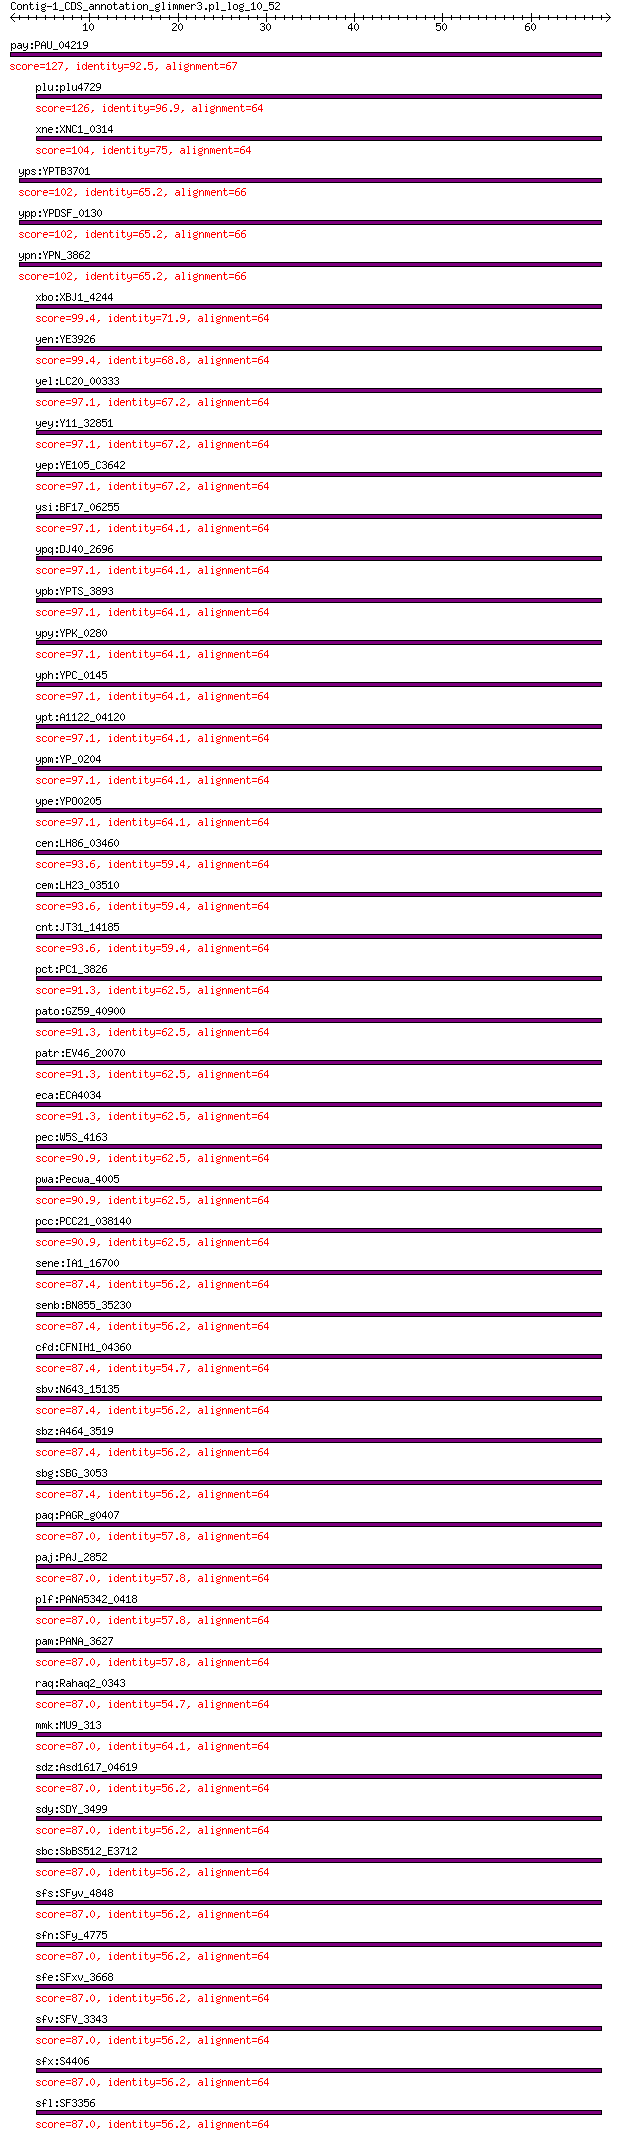 Contig-1_CDS_annotation_glimmer3.pl_log_10_52
10 20 30 40 50 60
pay:PAU_04219
score=127, identity=92.5, alignment=67
plu:plu4729
score=126, identity=96.9, alignment=64
xne:XNC1_0314
score=104, identity=75, alignment=64
yps:YPTB3701
score=102, identity=65.2, alignment=66
ypp:YPDSF_0130
score=102, identity=65.2, alignment=66
ypn:YPN_3862
score=102, identity=65.2, alignment=66
xbo:XBJ1_4244
score=99.4, identity=71.9, alignment=64
yen:YE3926
score=99.4, identity=68.8, alignment=64
yel:LC20_00333
score=97.1, identity=67.2, alignment=64
yey:Y11_32851
score=97.1, identity=67.2, alignment=64
yep:YE105_C3642
score=97.1, identity=67.2, alignment=64
ysi:BF17_06255
score=97.1, identity=64.1, alignment=64
ypq:DJ40_2696
score=97.1, identity=64.1, alignment=64
ypb:YPTS_3893
score=97.1, identity=64.1, alignment=64
ypy:YPK_0280
score=97.1, identity=64.1, alignment=64
yph:YPC_0145
score=97.1, identity=64.1, alignment=64
ypt:A1122_04120
score=97.1, identity=64.1, alignment=64
ypm:YP_0204
score=97.1, identity=64.1, alignment=64
ype:YPO0205
score=97.1, identity=64.1, alignment=64
cen:LH86_03460
score=93.6, identity=59.4, alignment=64
cem:LH23_03510
score=93.6, identity=59.4, alignment=64
cnt:JT31_14185
score=93.6, identity=59.4, alignment=64
pct:PC1_3826
score=91.3, identity=62.5, alignment=64
pato:GZ59_40900
score=91.3, identity=62.5, alignment=64
patr:EV46_20070
score=91.3, identity=62.5, alignment=64
eca:ECA4034
score=91.3, identity=62.5, alignment=64
pec:W5S_4163
score=90.9, identity=62.5, alignment=64
pwa:Pecwa_4005
score=90.9, identity=62.5, alignment=64
pcc:PCC21_038140
score=90.9, identity=62.5, alignment=64
sene:IA1_16700
score=87.4, identity=56.2, alignment=64
senb:BN855_35230
score=87.4, identity=56.2, alignment=64
cfd:CFNIH1_04360
score=87.4, identity=54.7, alignment=64
sbv:N643_15135
score=87.4, identity=56.2, alignment=64
sbz:A464_3519
score=87.4, identity=56.2, alignment=64
sbg:SBG_3053
score=87.4, identity=56.2, alignment=64
paq:PAGR_g0407
score=87.0, identity=57.8, alignment=64
paj:PAJ_2852
score=87.0, identity=57.8, alignment=64
plf:PANA5342_0418
score=87.0, identity=57.8, alignment=64
pam:PANA_3627
score=87.0, identity=57.8, alignment=64
raq:Rahaq2_0343
score=87.0, identity=54.7, alignment=64
mmk:MU9_313
score=87.0, identity=64.1, alignment=64
sdz:Asd1617_04619
score=87.0, identity=56.2, alignment=64
sdy:SDY_3499
score=87.0, identity=56.2, alignment=64
sbc:SbBS512_E3712
score=87.0, identity=56.2, alignment=64
sfs:SFyv_4848
score=87.0, identity=56.2, alignment=64
sfn:SFy_4775
score=87.0, identity=56.2, alignment=64
sfe:SFxv_3668
score=87.0, identity=56.2, alignment=64
sfv:SFV_3343
score=87.0, identity=56.2, alignment=64
sfx:S4406
score=87.0, identity=56.2, alignment=64
sfl:SF3356
score=87.0, identity=56.2, alignment=64